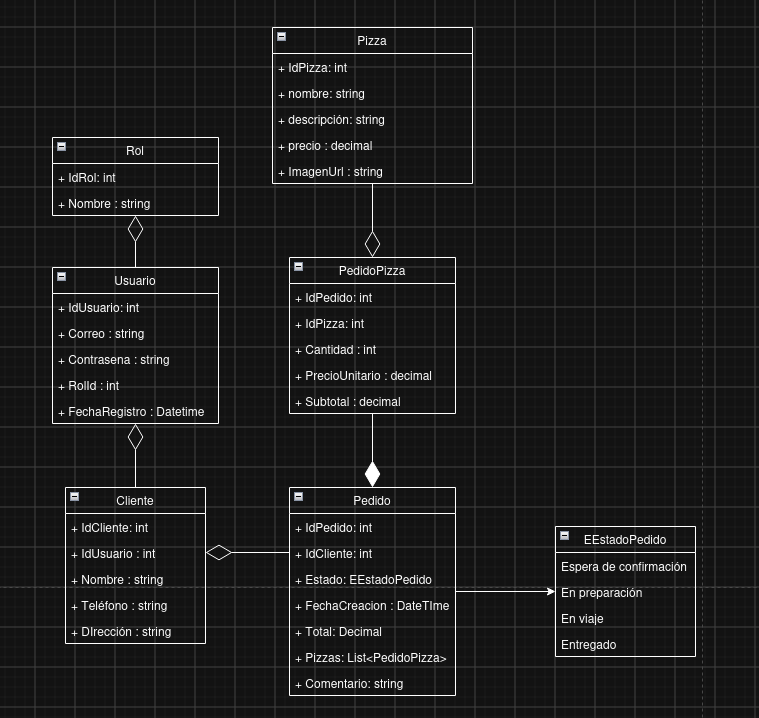 Pizza
+ IdPizza: int
+ nombre: string
+ descripción: string
+ precio : decimal
+ ImagenUrl : string
Rol
+ IdRol: int
+ Nombre : string
Usuario
+ IdUsuario: int
+ Correo : string
+ Contrasena : string
+ RolId : int
+ FechaRegistro : Datetime
PedidoPizza
+ IdPedido: int
+ IdPizza: int
+ Cantidad : int
+ PrecioUnitario : decimal
+ Subtotal : decimal
Cliente
+ IdCliente: int
+ IdUsuario : int
+ Nombre : string
+ Teléfono : string
+ DIrección : string
Pedido
+ IdPedido: int
+ IdCliente: int
+ Estado: EEstadoPedido
+ FechaCreacion : DateTIme
+ Total: Decimal
+ Pizzas: List<PedidoPizza>
+ Comentario: string
EEstadoPedido
Espera de confirmación
En preparación
En viaje
Entregado